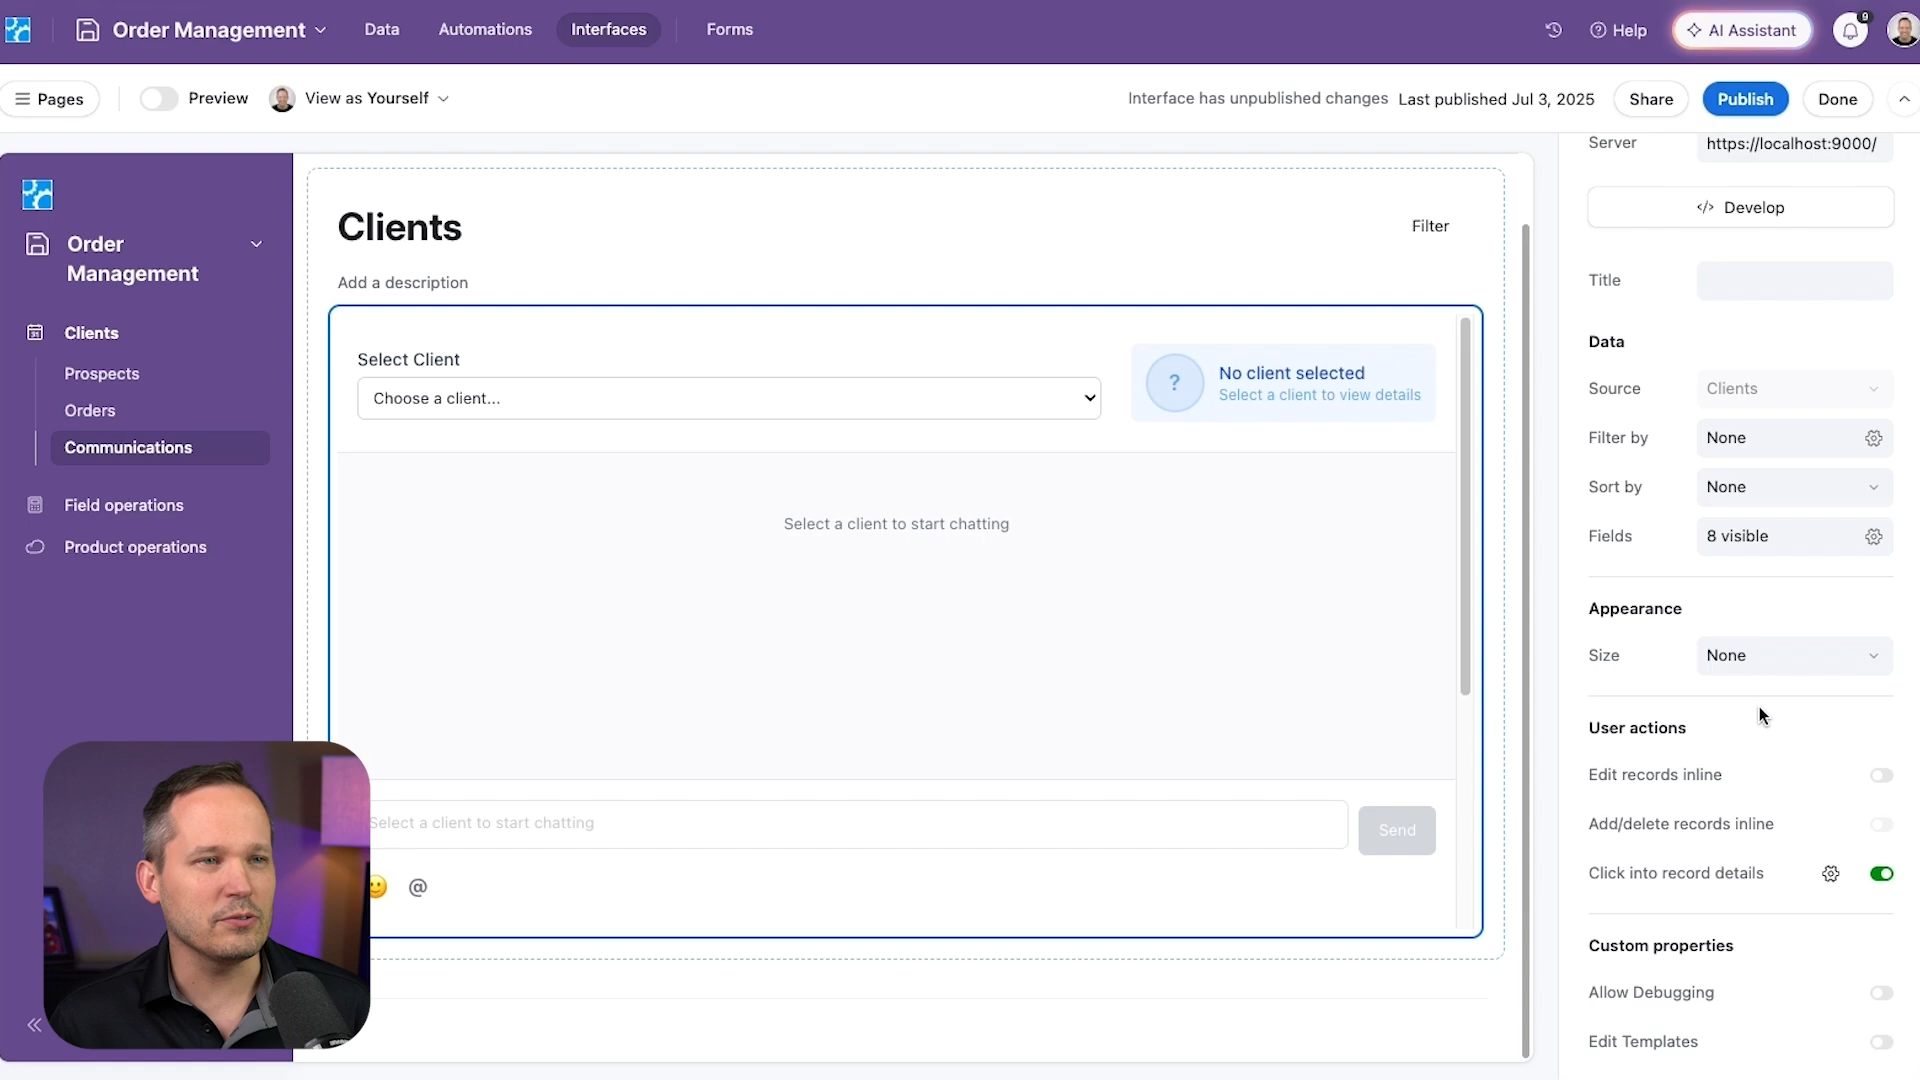 Order Management
Data
Automations
Interfaces
Forms
Help
AI Assistant
9
Pages
Preview
View as Yourself
Interface has unpublished changes
Last published Jul 3, 2025
Share
Publish
Done
Order
Management
Clients
Prospects
Orders
Communications
Field operations
Product operations
Clients
Filter
Add a description
Select Client
Choose a client...
?
No client selected
Select a client to view details
Select a client to start chatting
Select a client to start chatting
Send
@
Server
https://localhost:9000/
</> Develop
Title
Data
Source
Clients
Filter by
None
Sort by
None
Fields
8 visible
Appearance
Size
None
User actions
Edit records inline
Add/delete records inline
Click into record details
Custom properties
Allow Debugging
Edit Templates